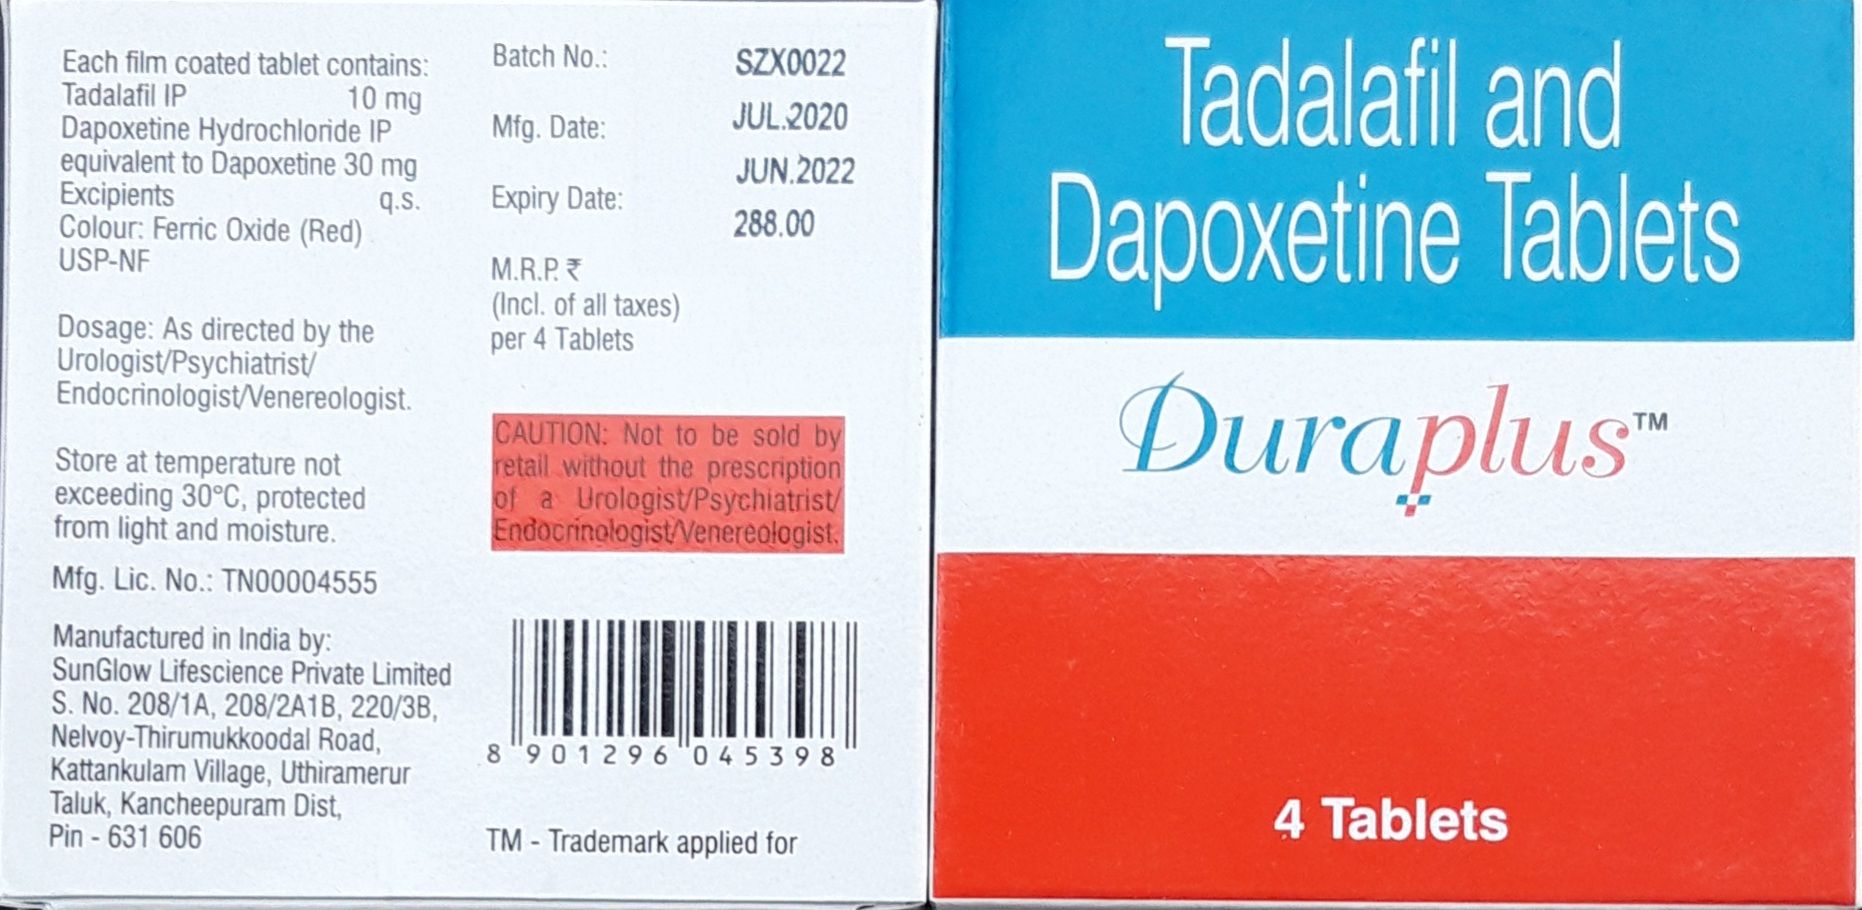 Each film coated tablet contains:
Tadalafil IP 10 mg
Dapoxetine Hydrochloride IP
equivalent to Dapoxetine 30 mg
Excipients q.s.
Colour: Ferric Oxide (Red)
USP-NF
Dosage: As directed by the
Urologist/Psychiatrist/
Endocrinologist/Venereologist.
Store at temperature not
exceeding 30°C, protected
from light and moisture.
Mfg. Lic. No.: TN00004555
Manufactured in India by:
SunGlow Lifescience Private Limited
S. No. 208/1A, 208/2A1B, 220/3B,
Nelvoy-Thirumukkoodal Road,
Kattankulam Village, Uthiramerur
Taluk, Kancheepuram Dist,
Pin - 631 606
Batch No.: SZX0022
Mfg. Date: JUL.2020
Expiry Date: JUN.2022
M.R.P. ₹ 288.00
(Incl. of all taxes)
per 4 Tablets
CAUTION: Not to be sold by
retail without the prescription
of a Urologist/Psychiatrist/
Endocrinologist/Venereologist.
8 901296 045398
TM - Trademark applied for
Tadalafil and
Dapoxetine Tablets
Duraplus™
4 Tablets